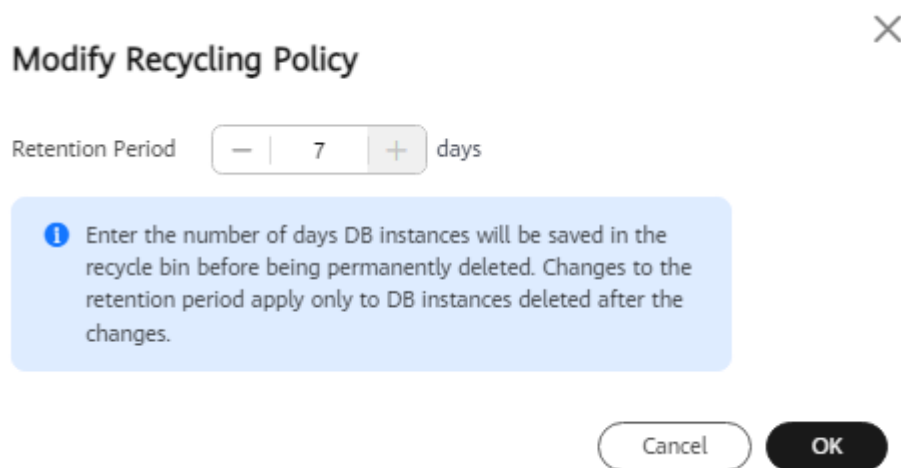 Modify Recycling Policy
Retention Period 7 days
Enter the number of days DB instances will be saved in the
recycle bin before being permanently deleted. Changes to the
retention period apply only to DB instances deleted after the
changes.
Cancel OK